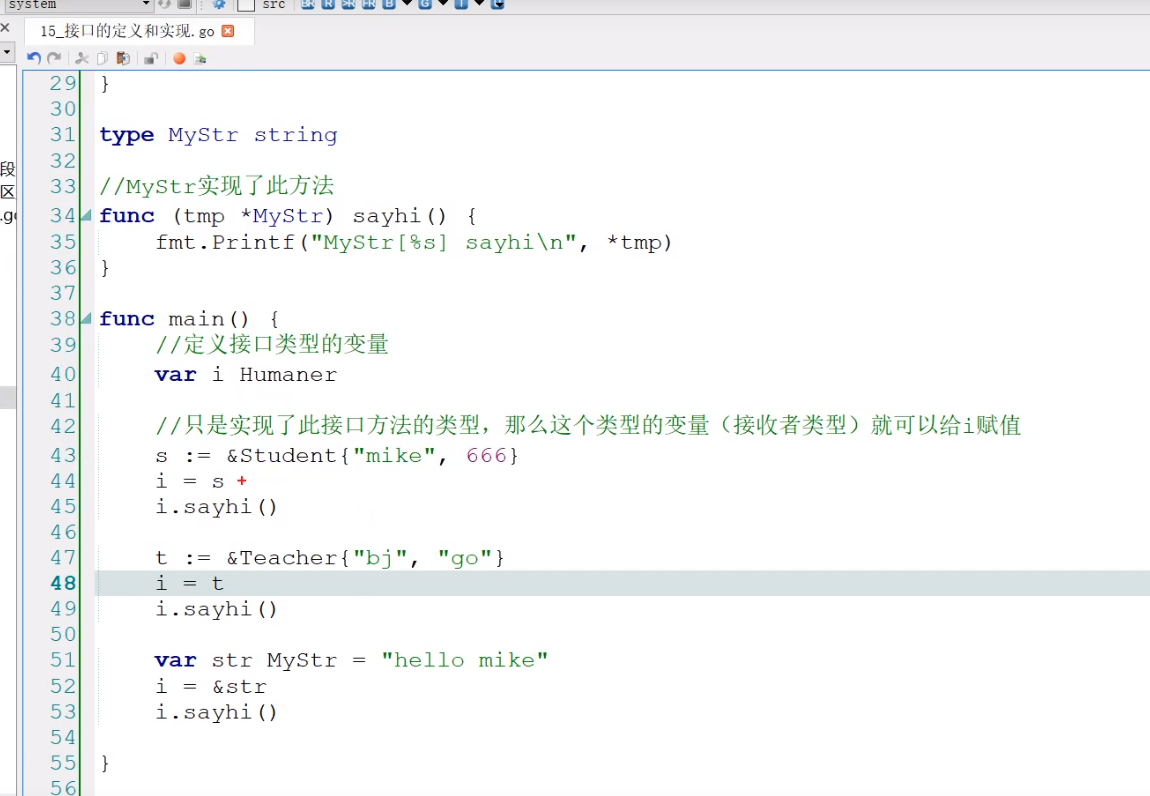 system
src
BR R SR FR B G I
15_接口的定义和实现.go
段
区
.go
29 }
30
31 type MyStr string
32
33 //MyStr实现了此方法
34 func (tmp *MyStr) sayhi() {
35 fmt.Printf("MyStr[%s] sayhi\n", *tmp)
36 }
37
38 func main() {
39 //定义接口类型的变量
40 var i Humaner
41
42 //只是实现了此接口方法的类型，那么这个类型的变量（接收者类型）就可以给i赋值
43 s := &Student{"mike", 666}
44 i = s +
45 i.sayhi()
46
47 t := &Teacher{"bj", "go"}
48 i = t
49 i.sayhi()
50
51 var str MyStr = "hello mike"
52 i = &str
53 i.sayhi()
54
55 }
56